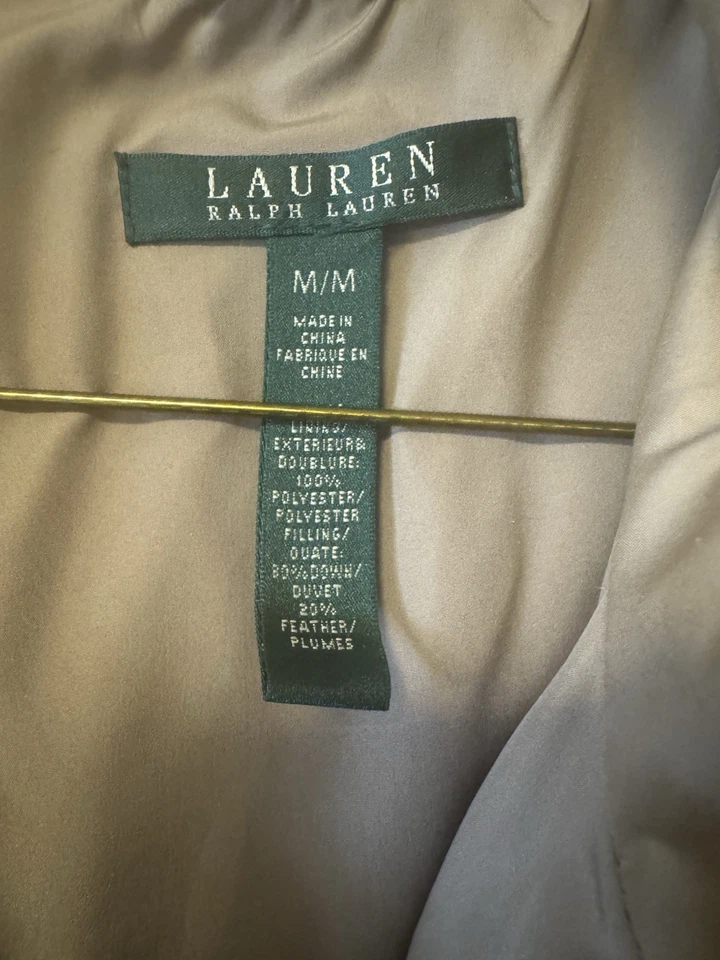 LAUREN
RALPH LAUREN
M/M
MADE IN
CHINA
FABRIQUE EN
CHINE
LINING/
EXTERIEUR&
DOUBLURE:
100%
POLYESTER/
POLYESTER
FILLING/
OUATE:
80%DOWN/
DUVET
20%
FEATHER/
PLUMES